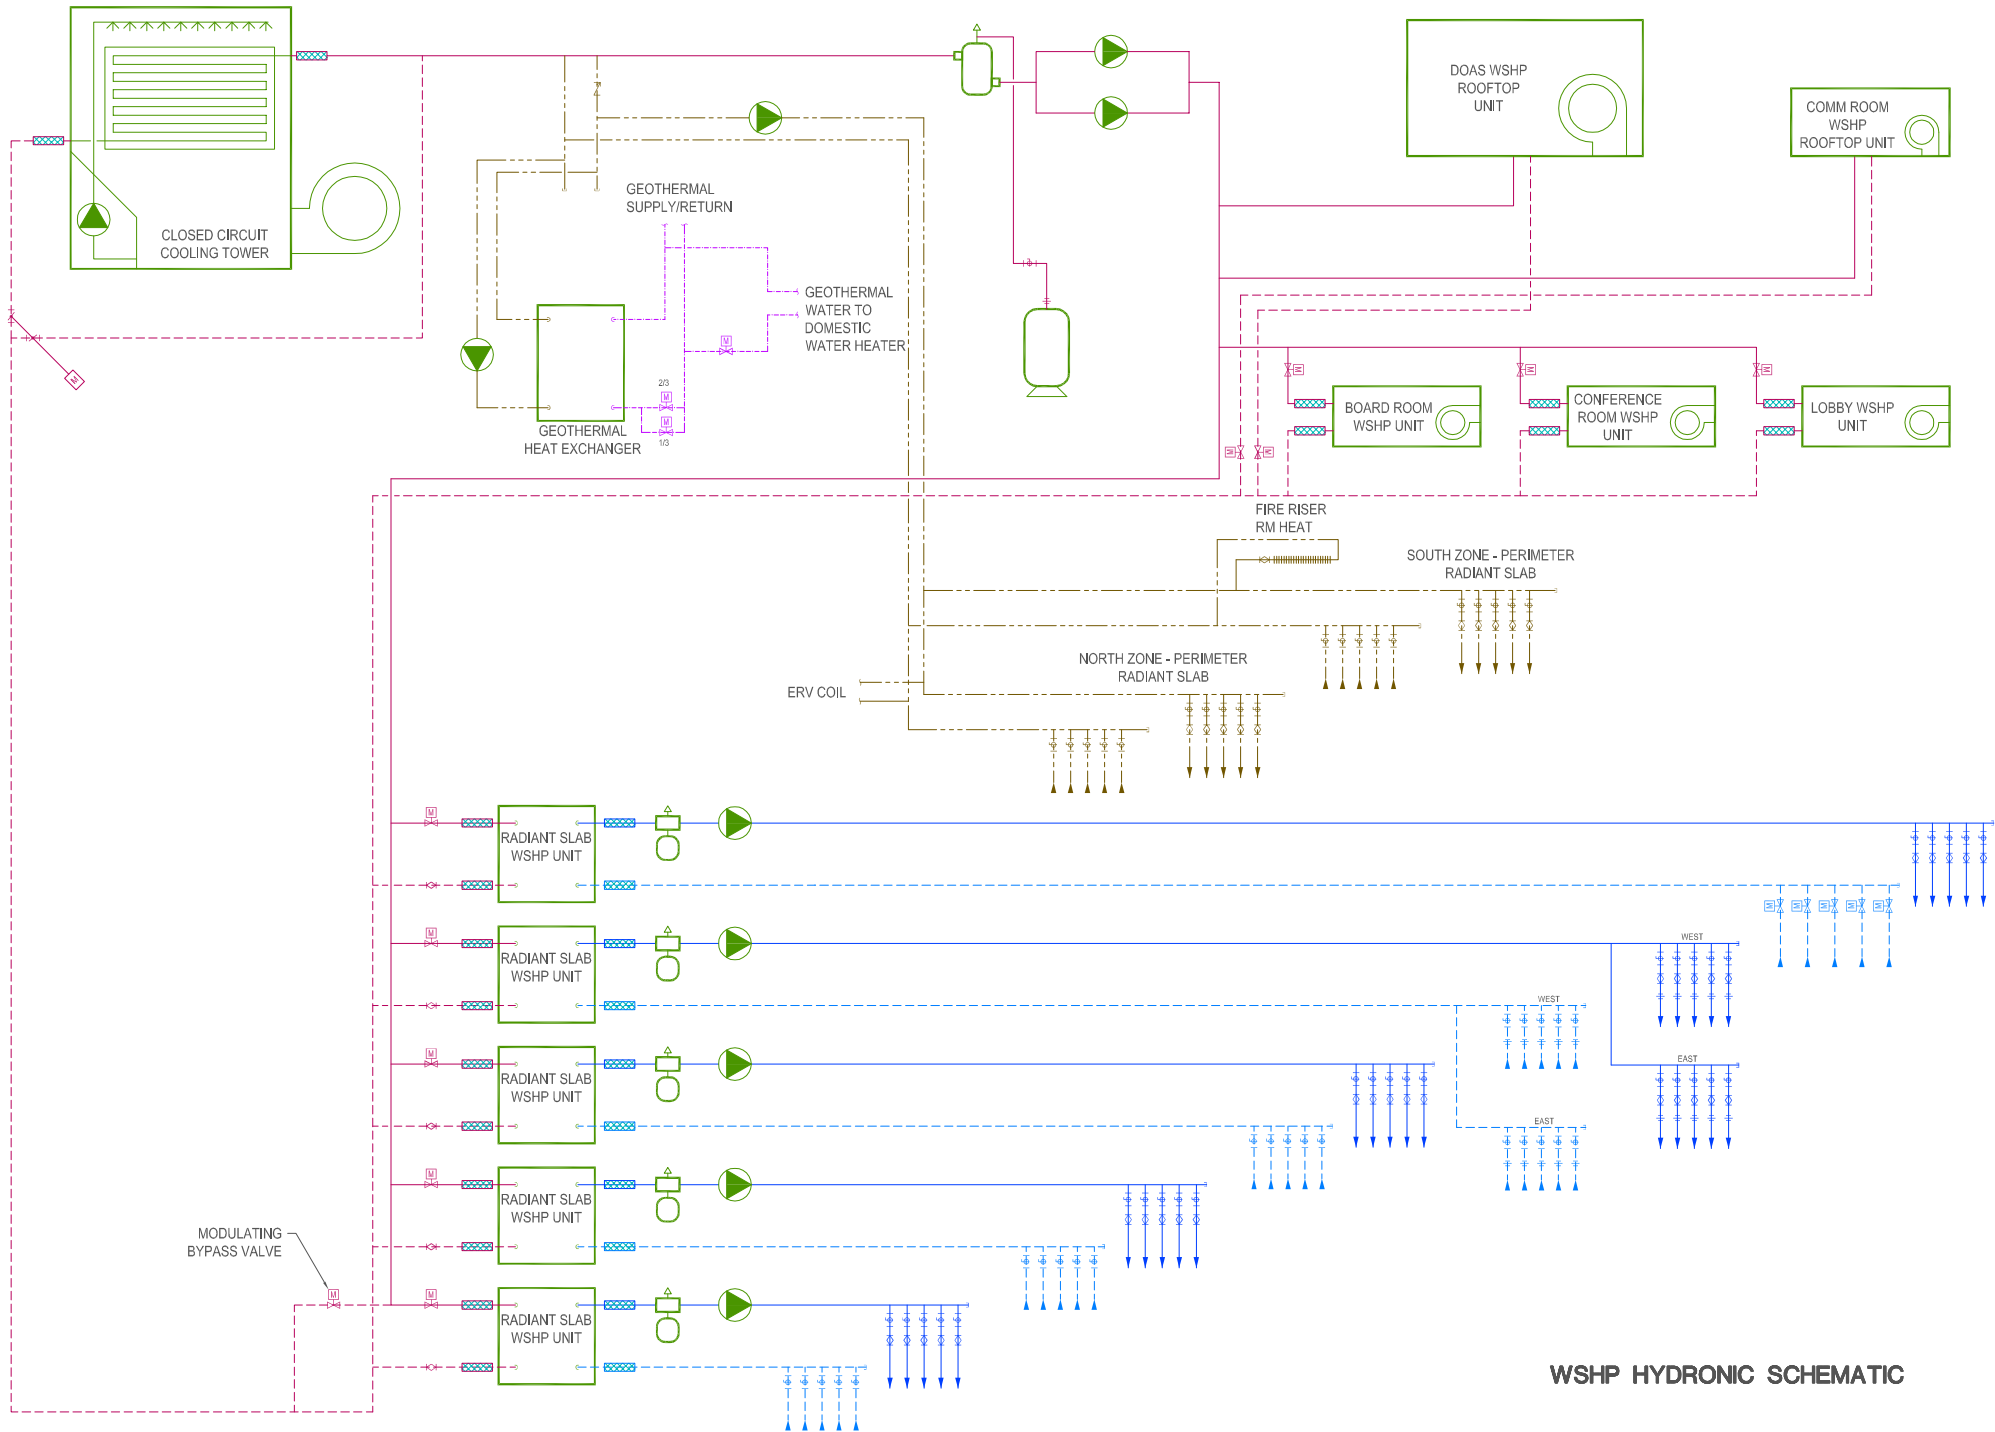 DOAS WSHP
ROOFTOP
UNIT
COMM ROOM
WSHP
ROOFTOP UNIT
CLOSED CIRCUIT
COOLING TOWER
GEOTHERMAL
SUPPLY/RETURN
GEOTHERMAL
WATER TO
DOMESTIC
WATER HEATER
M
M
2/3
M
M
1/3
GEOTHERMAL
HEAT EXCHANGER
M
M
M
BOARD ROOM
WSHP UNIT
CONFERENCE
ROOM WSHP
UNIT
LOBBY WSHP
UNIT
M
M
FIRE RISER
RM HEAT
SOUTH ZONE - PERIMETER
RADIANT SLAB
NORTH ZONE - PERIMETER
RADIANT SLAB
ERV COIL
M
RADIANT SLAB
WSHP UNIT
M
M
M
M
M
M
RADIANT SLAB
WSHP UNIT
WEST
WEST
M
RADIANT SLAB
WSHP UNIT
EAST
EAST
M
RADIANT SLAB
WSHP UNIT
MODULATING
BYPASS VALVE
M
M
RADIANT SLAB
WSHP UNIT
WSHP HYDRONIC SCHEMATIC